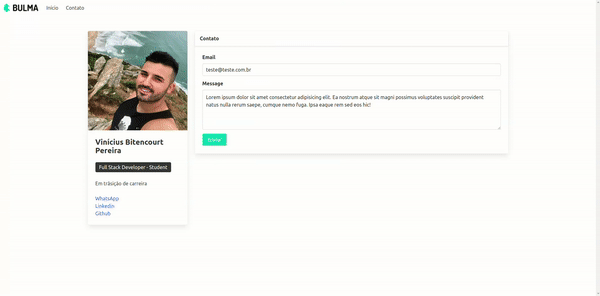 BULMA Início Contato
Contato
Email
teste@teste.com.br
Message
Lorem ipsum dolor sit amet consectetur adipisicing elit. Ea nostrum atque sit magni possimus voluptates suscipit provident
natus nulla rerum saepe, cumque nemo fuga. Ipsa eaque rem sed eos hic!
Enviar
Vinicius Bitencourt
Pereira
Full Stack Developer - Student
Em trâsição de carreira
WhatsApp
Linkedin
Github